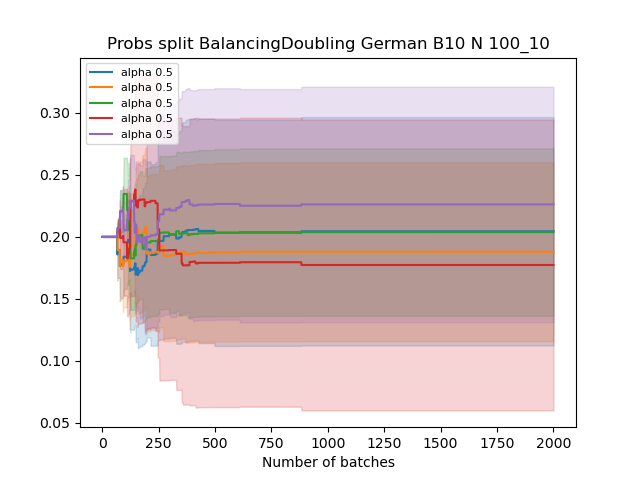 Probs split BalancingDoubling German B10 N 100_10
alpha 0.5
alpha 0.5
alpha 0.5
alpha 0.5
alpha 0.5
0.30
0.25
0.20
0.15
0.10
0.05
0 250 500 750 1000 1250 1500 1750 2000
Number of batches